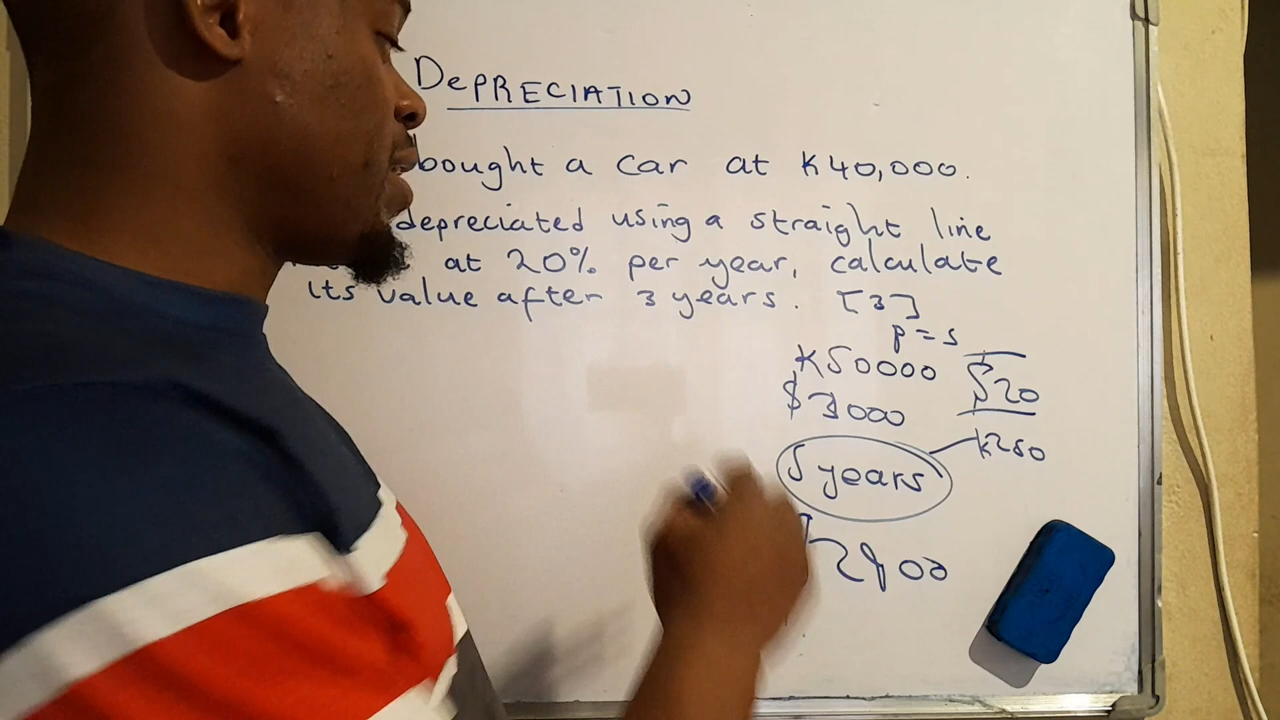 DEPRECIATION
bought a car at K40,000.
depreciated using a straight line
at 20% per year, calculate
its value after 3 years. [3]
p = s
K50000 $20
$3000
K250
5 years